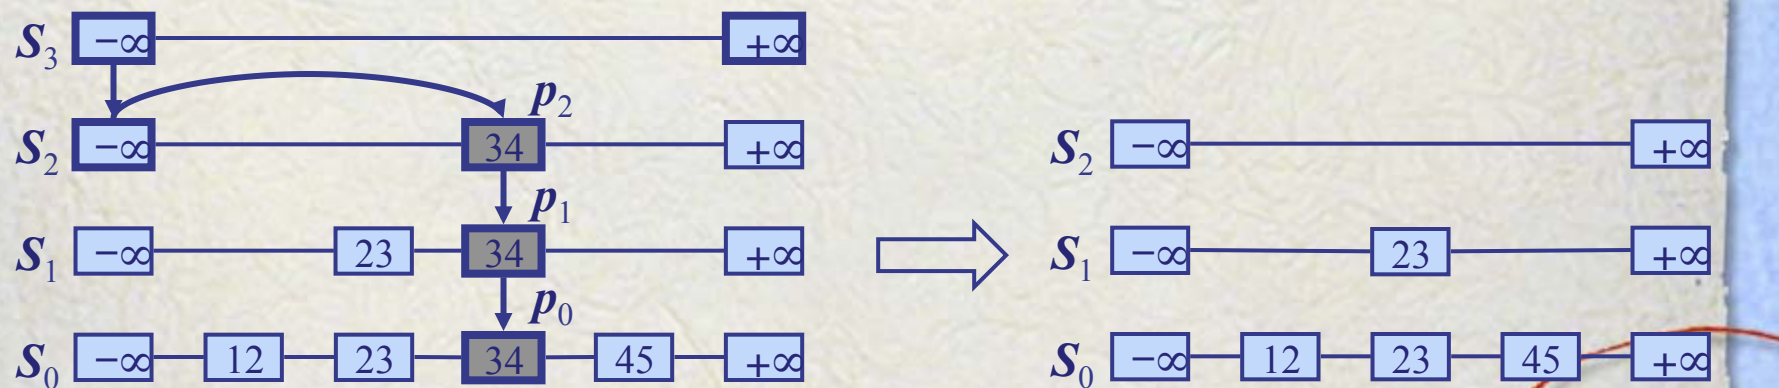 S3 −∞ +∞
p2
S2 −∞ 34 +∞
p1
S1 −∞ 23 34 +∞
p0
S0 −∞ 12 23 34 45 +∞
S2 −∞ +∞
S1 −∞ 23 +∞
S0 −∞ 12 23 45 +∞